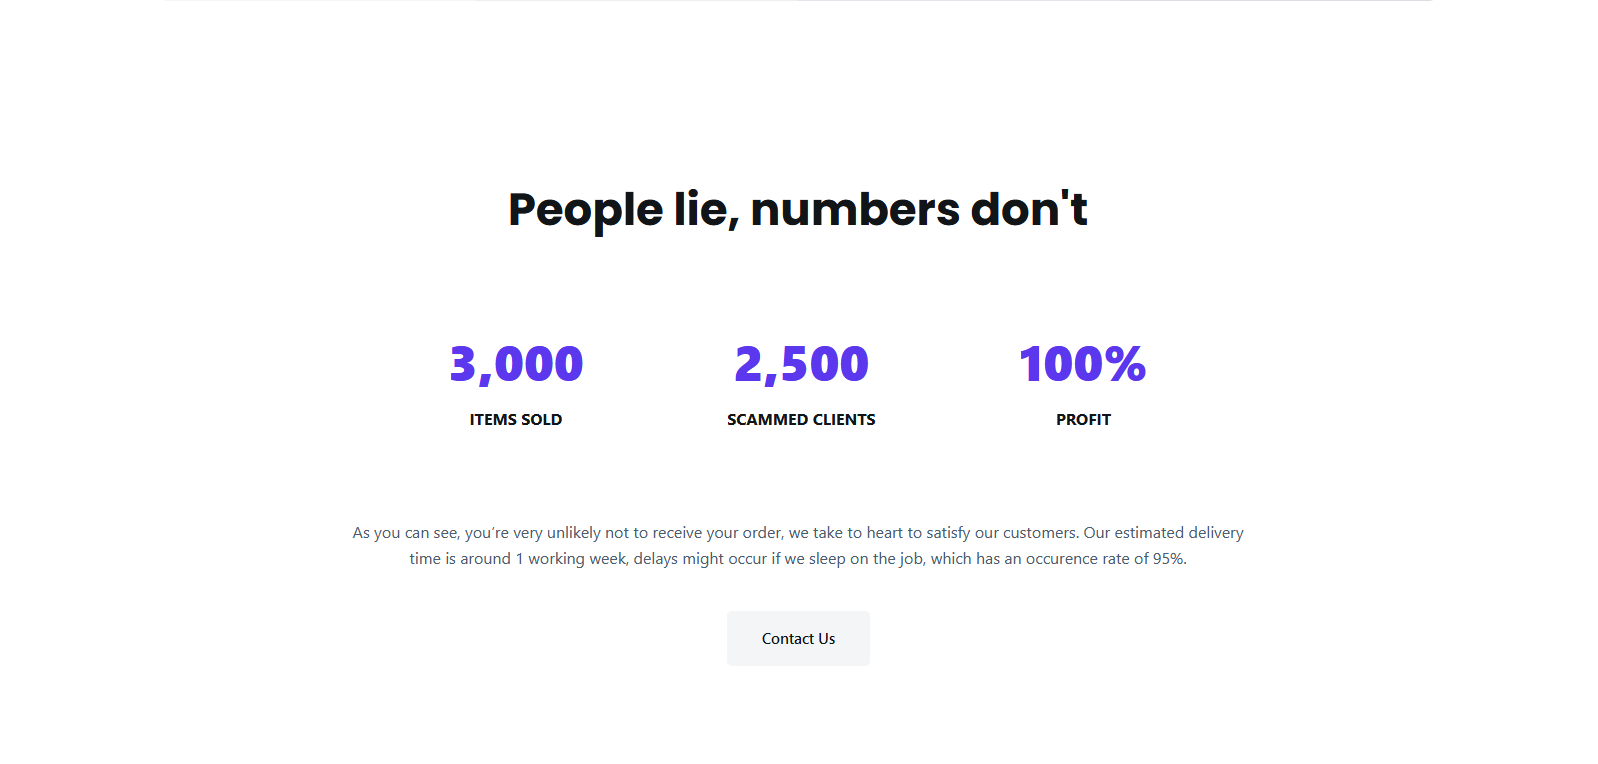 People lie, numbers don't
3,000
2,500
100%
ITEMS SOLD
SCAMMED CLIENTS
PROFIT
As you can see, you’re very unlikely not to receive your order, we take to heart to satisfy our customers. Our estimated delivery
time is around 1 working week, delays might occur if we sleep on the job, which has an occurence rate of 95%.
Contact Us